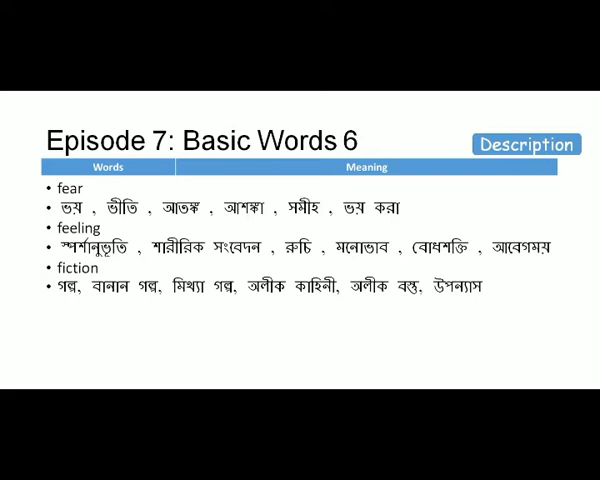 Episode 7: Basic Words 6
Description
Words Meaning
• fear
• ভয় , ভীতি , আতঙ্ক , আশঙ্কা , সমীহ , ভয় করা
• feeling
• স্পর্শানুভূতি , শারীরিক সংবেদন , রুচি , মনোভাব , বোধশক্তি , আবেগময়
• fiction
• গল্প, বানান গল্প, মিথ্যা গল্প, অলীক কাহিনী, অলীক বস্তু, উপন্যাস